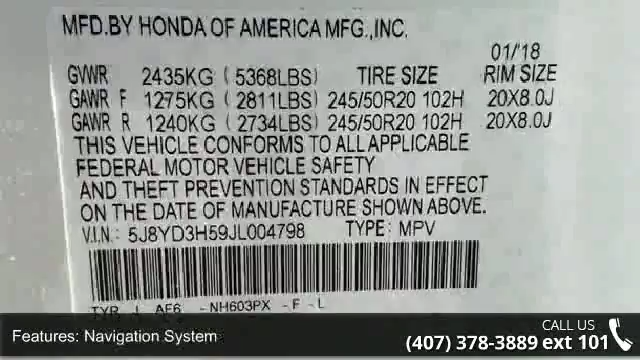 MFD.BY HONDA OF AMERICA MFG.,INC.
01/18
GVWR 2435KG (5368LBS) TIRE SIZE RIM SIZE
GAWR F 1275KG (2811LBS) 245/50R20 102H 20X8.0J
GAWR R 1240KG (2734LBS) 245/50R20 102H 20X8.0J
THIS VEHICLE CONFORMS TO ALL APPLICABLE
FEDERAL MOTOR VEHICLE SAFETY
AND THEFT PREVENTION STANDARDS IN EFFECT
ON THE DATE OF MANUFACTURE SHOWN ABOVE.
V.I.N.: 5J8YD3H59JL004798 TYPE: MPV
TYR J AF6 -NH603PX -F -L
Features: Navigation System
CALL US
(407) 378-3889 ext 101